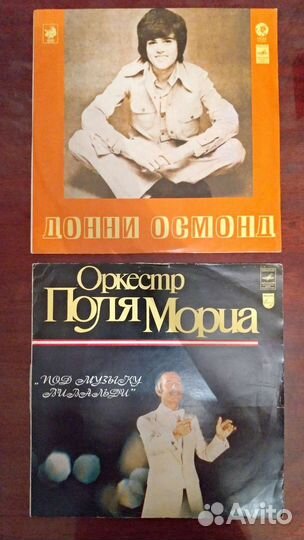 ДОННИ ОСМОНД
Оркестр
Поля Мориа
„ПОД МУЗЫКУ
ВИВАЛЬДИ"
Avito